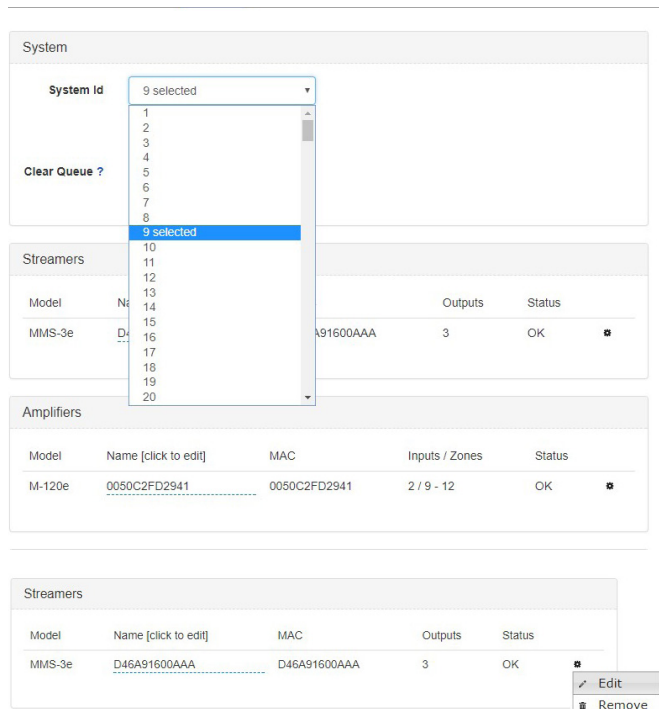 System
System Id 9 selected
1
2
3
4
Clear Queue ? 5
6
7
8
9 selected
10
Streamers 11
12
13
Model Na 14 Outputs Status
15
MMS-3e D4 16 A91600AAA 3 OK
17
18
19
20
Amplifiers
Model Name [click to edit] MAC Inputs / Zones Status
M-120e 0050C2FD2941 0050C2FD2941 2 / 9 - 12 OK
Streamers
Model Name [click to edit] MAC Outputs Status
MMS-3e D46A91600AAA D46A91600AAA 3 OK
Edit
Remove